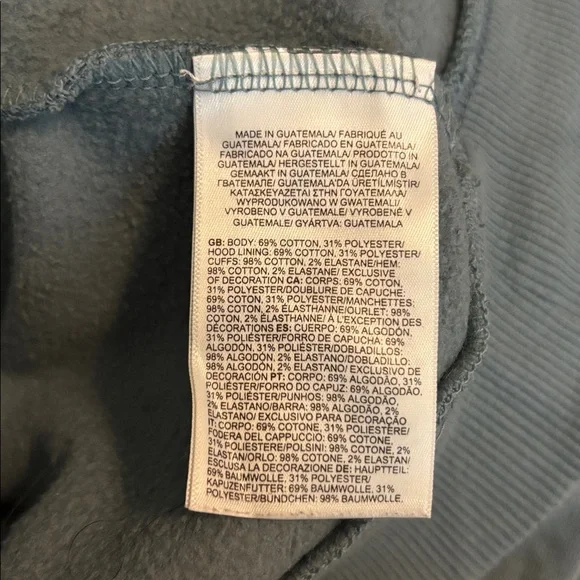 MADE IN GUATEMALA/ FABRIQUÉ AU
GUATEMALA/ FABRICADO EN GUATEMALA/
FABRICADO NA GUATEMALA/ PRODOTTO IN
GUATEMALA/ HERGESTELLT IN GUATEMALA/
GEMAAKT IN GUATEMALA/ СДЕЛАНО В
ГВАТЕМАЛЕ/ GUATEMALA'DA ÜRETİLMİŞTİR/
ΚΑΤΑΣΚΕΥΑΖΕΤΑΙ ΣΤΗΝ ΓΟΥΑΤΕΜΑΛΑ/
WYPRODUKOWANO W GWATEMALI/
VYROBENO V GUATEMALE/ VYROBENÉ V
GUATEMALE/ GYÁRTVA: GUATEMALA
GB: BODY: 69% COTTON, 31% POLYESTER/
HOOD LINING: 69% COTTON, 31% POLYESTER/
CUFFS: 98% COTTON, 2% ELASTANE/HEM:
98% COTTON, 2% ELASTANE/ EXCLUSIVE
OF DECORATION CA: CORPS: 69% COTON,
31% POLYESTER/DOUBLURE DE CAPUCHE:
69% COTON, 31% POLYESTER/MANCHETTES:
98% COTON, 2% ÉLASTHANNE/OURLET: 98%
COTON, 2% ÉLASTHANNE/ À L'EXCEPTION DES
DÉCORATIONS ES: CUERPO: 69% ALGODÓN,
31% POLIÉSTER/FORRO DE CAPUCHA: 69%
ALGODÓN, 31% POLIÉSTER/DOBLADILLOS:
98% ALGODÓN, 2% ELASTANO/DOBLADILLO:
98% ALGODÓN, 2% ELASTANO/ EXCLUSIVO DE
DECORACIÓN PT: CORPO: 69% ALGODÃO, 31%
POLIÉSTER/FORRO DO CAPUZ: 69% ALGODÃO,
31% POLIÉSTER/PUNHOS: 98% ALGODÃO,
2% ELASTANO/BARRA: 98% ALGODÃO, 2%
ELASTANO/ EXCLUSIVO PARA DECORAÇÃO
IT: CORPO: 69% COTONE, 31% POLIESTERE/
FODERA DEL CAPPUCCIO: 69% COTONE, 31%
POLIESTERE/POLSINI: 98% COTONE, 2%
ELASTAN/ORLO: 98% COTONE, 2% ELASTAN/
ESCLUSA LA DECORAZIONE DE: HAUPTTEIL:
69% BAUMWOLLE, 31% POLYESTER/
KAPUZENFUTTER: 69% BAUMWOLLE, 31%
POLYESTER/BÜNDCHEN: 98% BAUMWOLLE,